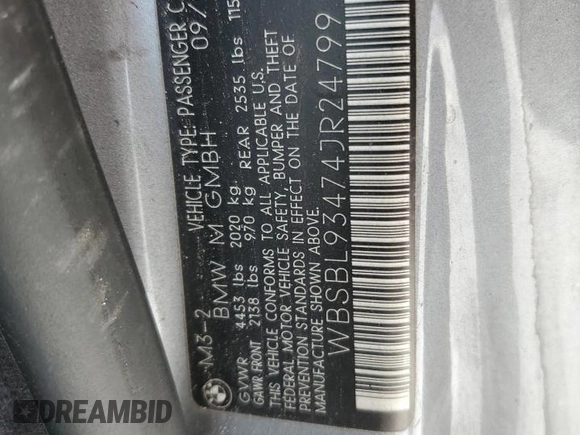 M3-2
VEHICLE TYPE: PASSENGER C
BMW M GMBH
09/
GVWR 4453 lbs 2020 kg.
GAWR FRONT 2138 lbs 970 kg REAR 2535 lbs 115
THIS VEHICLE CONFORMS TO ALL APPLICABLE U.S.
FEDERAL MOTOR VEHICLE SAFETY, BUMPER AND THEFT
PREVENTION STANDARDS IN EFFECT ON THE DATE OF
MANUFACTURE SHOWN ABOVE.
WBSBL93474JR24799
DREAMBID